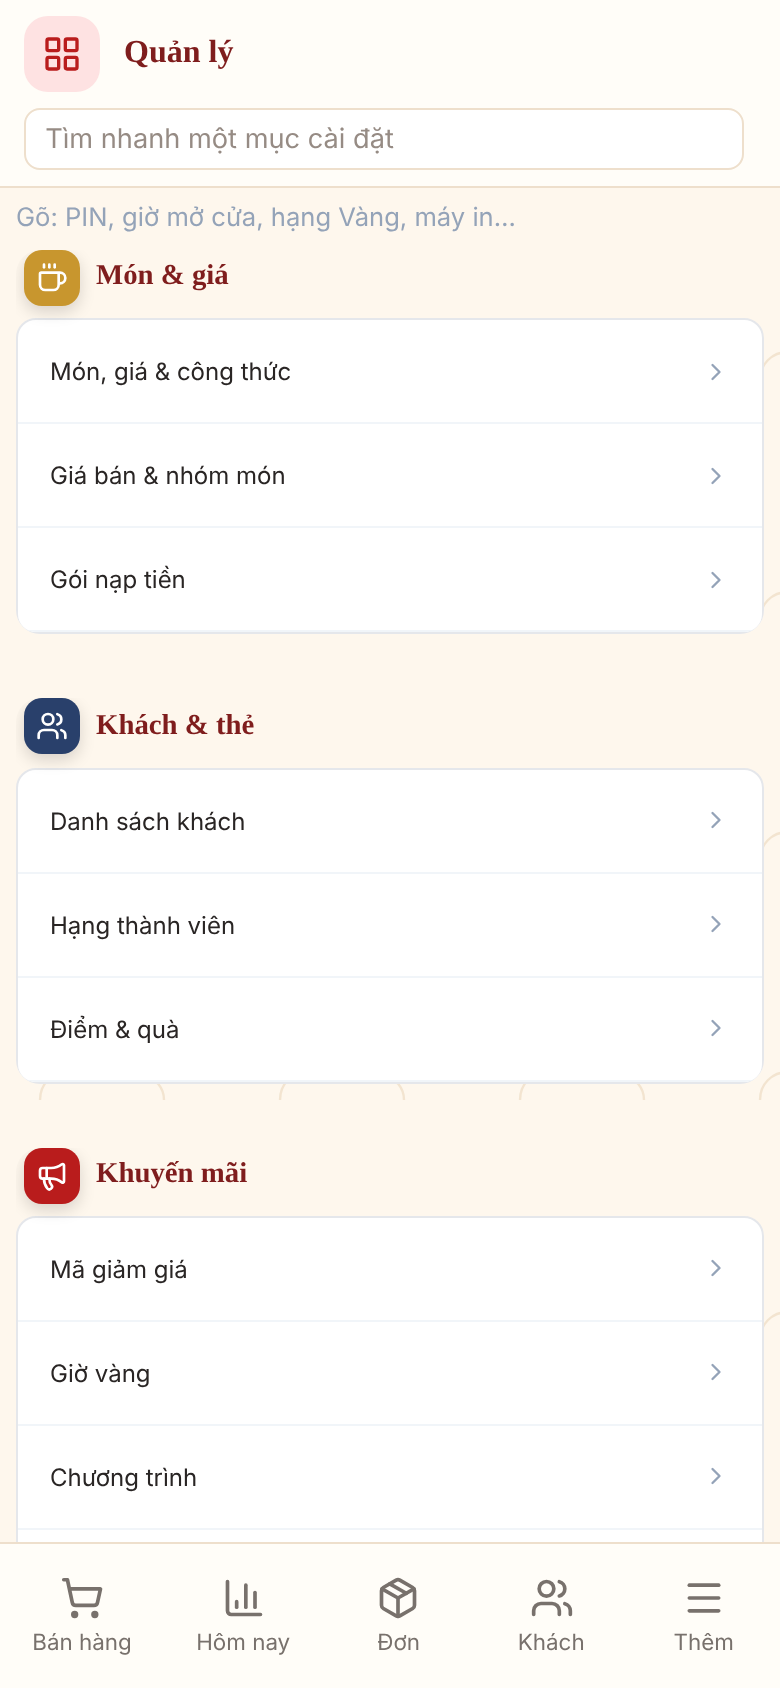 Quản lý
Tìm nhanh một mục cài đặt
Gõ: PIN, giờ mở cửa, hạng Vàng, máy in...
Món & giá
Món, giá & công thức
Giá bán & nhóm món
Gói nạp tiền
Khách & thẻ
Danh sách khách
Hạng thành viên
Điểm & quà
Khuyến mãi
Mã giảm giá
Giờ vàng
Chương trình
Bán hàng
Hôm nay
Đơn
Khách
Thêm